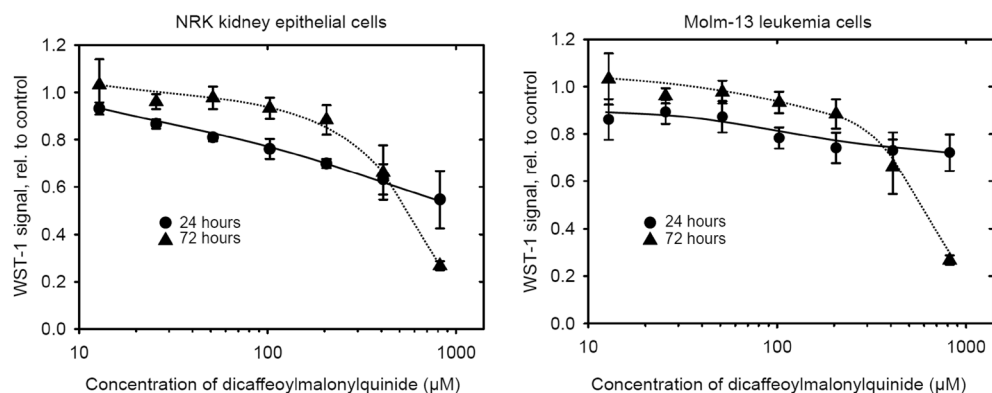 NRK kidney epithelial cells
WST-1 signal, rel. to control
1.2
1.0
0.8
0.6
0.4
0.2
0.0
24 hours
72 hours
10
100
1000
Concentration of dicaffeoylmalonylquinide (µM)
Molm-13 leukemia cells
WST-1 signal, rel. to control
1.2
1.0
0.8
0.6
0.4
0.2
0.0
24 hours
72 hours
10
100
1000
Concentration of dicaffeoylmalonylquinide (µM)